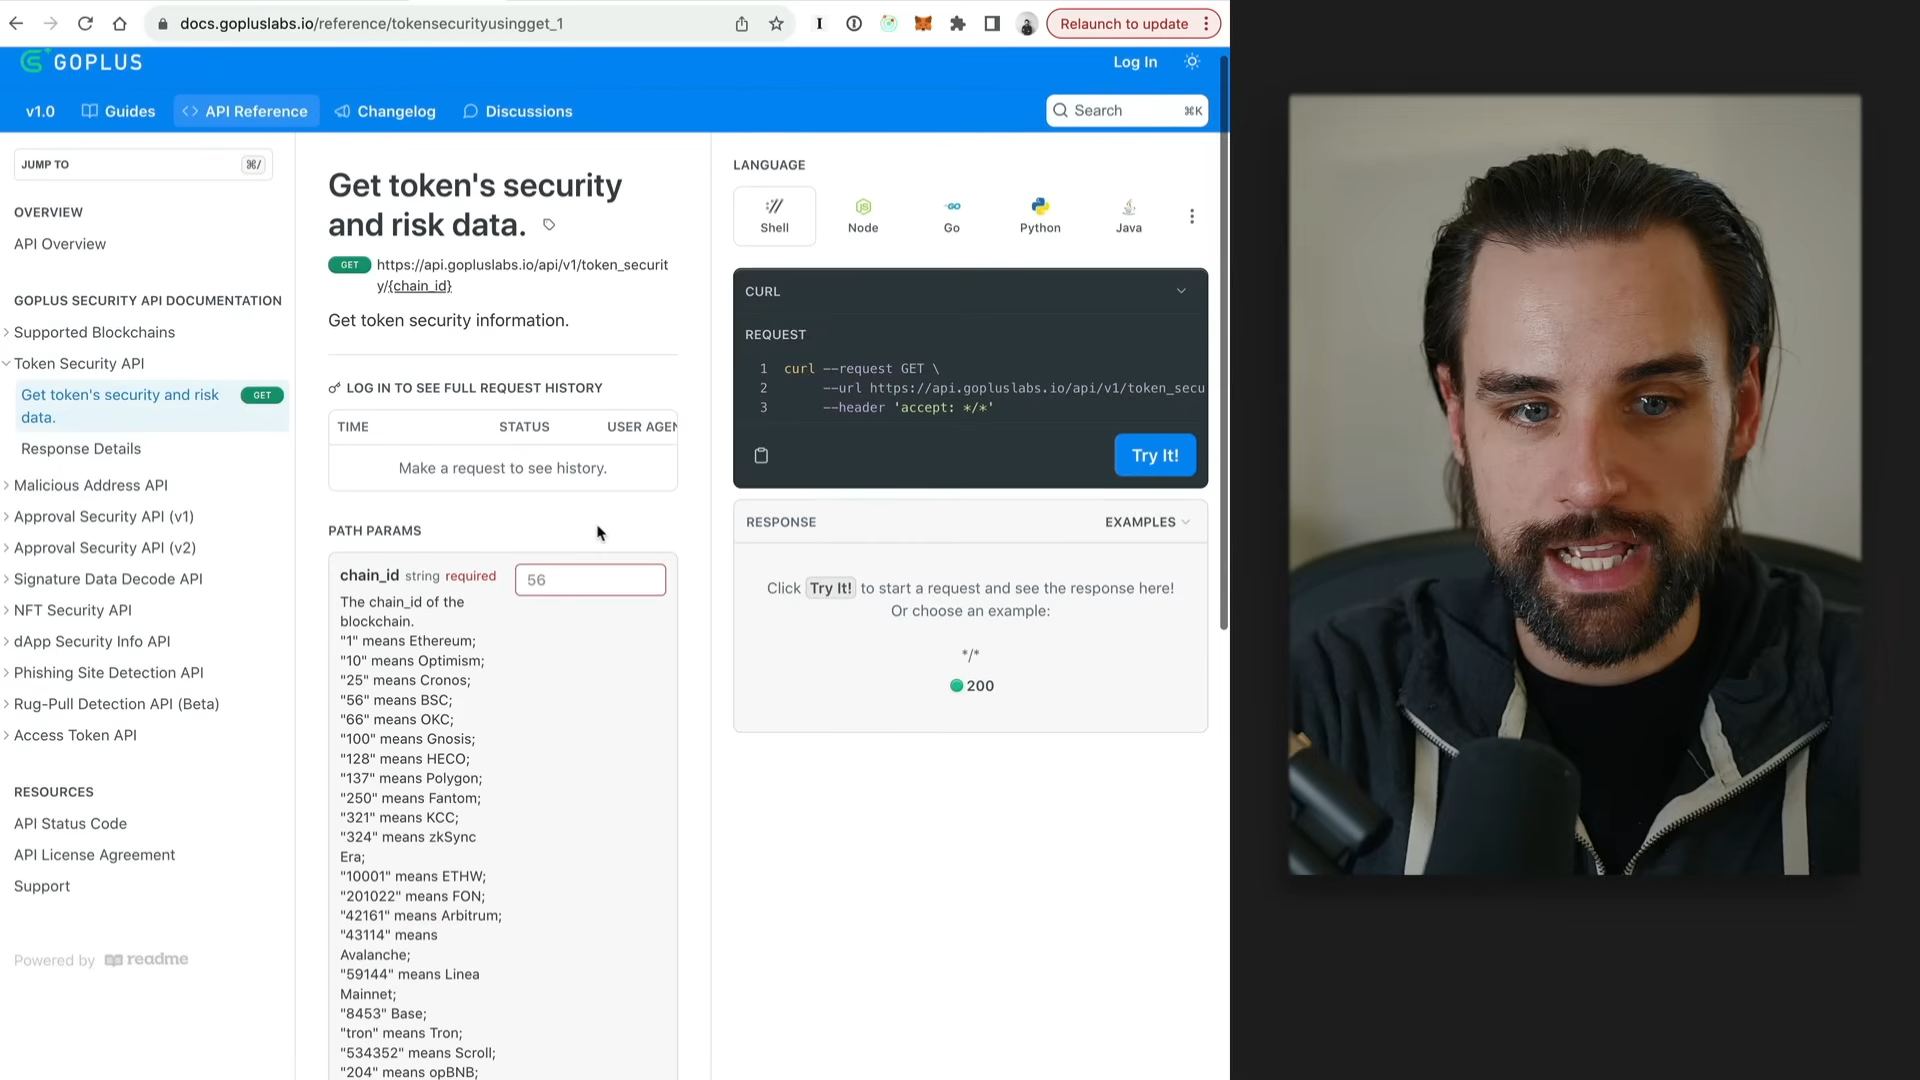 docs.gopluslabs.io/reference/tokensecurityusingget_1
Relaunch to update
GOPLUS
Log In
v1.0
Guides
<> API Reference
Changelog
Discussions
Search
⌘K
JUMP TO
⌘/
OVERVIEW
API Overview
GOPLUS SECURITY API DOCUMENTATION
Supported Blockchains
Token Security API
Get token's security and risk
data.
GET
Response Details
Malicious Address API
Approval Security API (v1)
Approval Security API (v2)
Signature Data Decode API
NFT Security API
dApp Security Info API
Phishing Site Detection API
Rug-Pull Detection API (Beta)
Access Token API
RESOURCES
API Status Code
API License Agreement
Support
Powered by readme
Get token's security
and risk data.
GET
https://api.gopluslabs.io/api/v1/token_securit
y/{chain_id}
Get token security information.
LOG IN TO SEE FULL REQUEST HISTORY
TIME STATUS USER AGEN
Make a request to see history.
PATH PARAMS
chain_id string required
56
The chain_id of the
blockchain.
"1" means Ethereum;
"10" means Optimism;
"25" means Cronos;
"56" means BSC;
"66" means OKC;
"100" means Gnosis;
"128" means HECO;
"137" means Polygon;
"250" means Fantom;
"321" means KCC;
"324" means zkSync
Era;
"10001" means ETHW;
"201022" means FON;
"42161" means Arbitrum;
"43114" means
Avalanche;
"59144" means Linea
Mainnet;
"8453" Base;
"tron" means Tron;
"534352" means Scroll;
"204" means opBNB;
LANGUAGE
Shell
Node
Go
Python
Java
CURL
REQUEST
1 curl --request GET \
2 --url https://api.gopluslabs.io/api/v1/token_secu
3 --header 'accept: */*'
Try It!
RESPONSE
EXAMPLES
Click Try It! to start a request and see the response here!
Or choose an example:
*/*
200